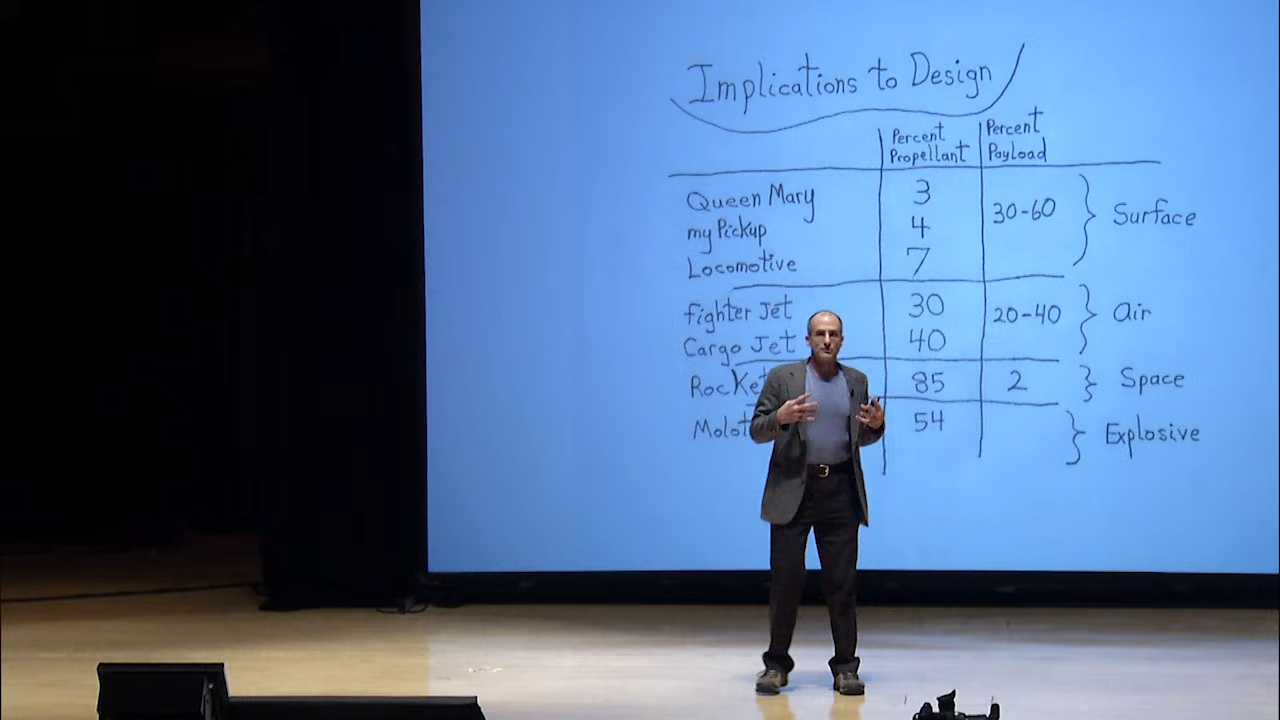 Implications to Design
Percent Propellant Percent Payload
Queen Mary 3
my Pickup 4 30-60 Surface
Locomotive 7
Fighter Jet 30 20-40 Air
Cargo Jet 40
85 2 Space
54 Explosive